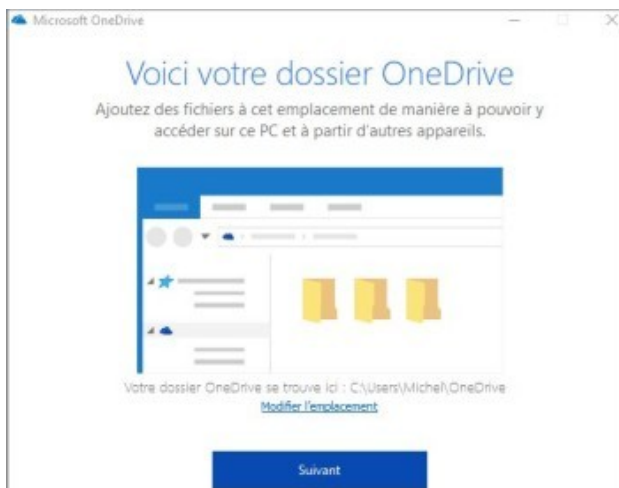 Microsoft OneDrive
Voici votre dossier OneDrive
Ajoutez des fichiers à cet emplacement de manière à pouvoir y
accéder sur ce PC et à partir d'autres appareils.
Votre dossier OneDrive se trouve ici : C:\Users\Michel\OneDrive
Modifier l'emplacement
Suivant